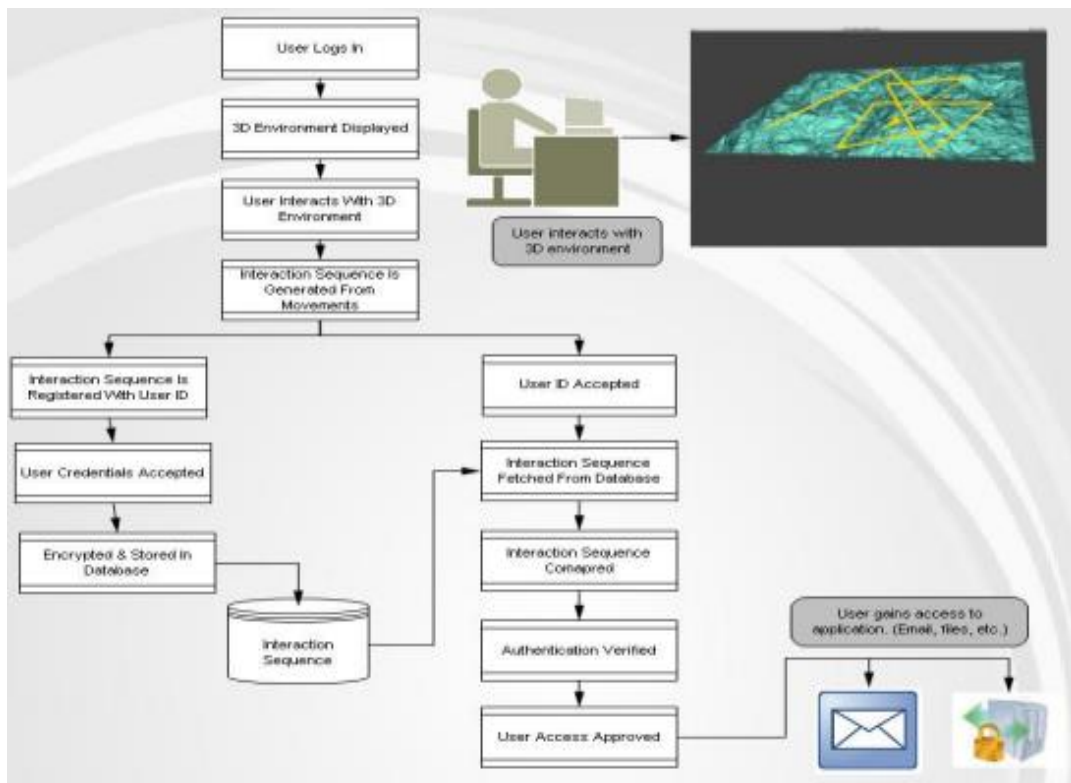 User Logs In
3D Environment Displayed
User Interacts With 3D
Environment
Interaction Sequence Is
Generated From
Movements
User interacts with
3D environment
Interaction Sequence Is
Registered With User ID
User Credentials Accepted
Encrypted & Stored In
Database
Interaction
Sequence
User ID Accepted
Interaction Sequence
Fetched From Database
Interaction Sequence
Comapred
Authentication Verified
User Access Approved
User gains access to
application. (Email, files, etc.)